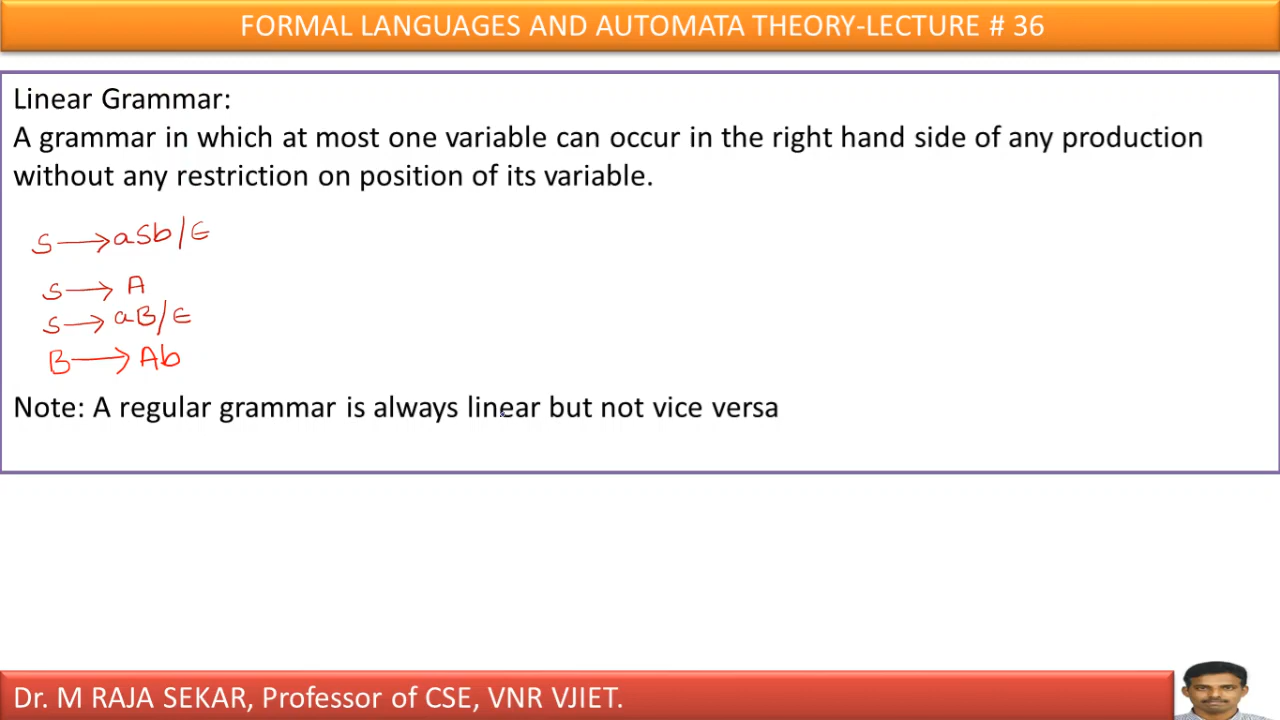 FORMAL LANGUAGES AND AUTOMATA THEORY-LECTURE # 36
Linear Grammar:
A grammar in which at most one variable can occur in the right hand side of any production
without any restriction on position of its variable.
S → aSb/ϵ
S → A
S → aB/ϵ
B → Ab
Note: A regular grammar is always linear but not vice versa
Dr. M RAJA SEKAR, Professor of CSE, VNR VJIET.